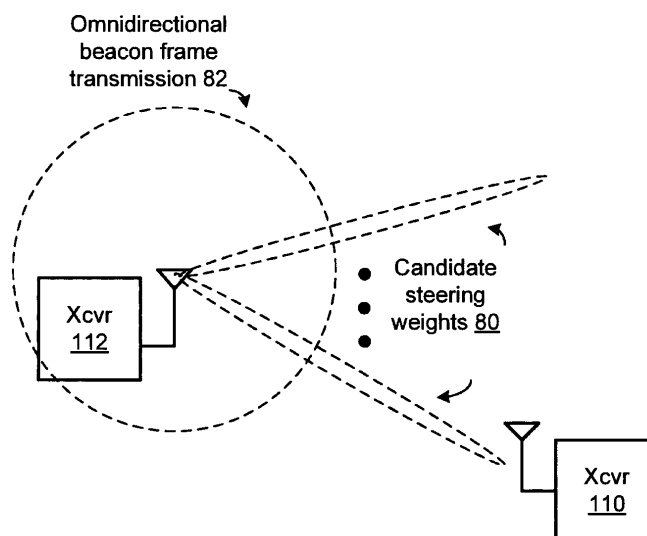 Omnidirectional
beacon frame
transmission 82
Candidate
steering
weights 80
Xcvr
112
Xcvr
110